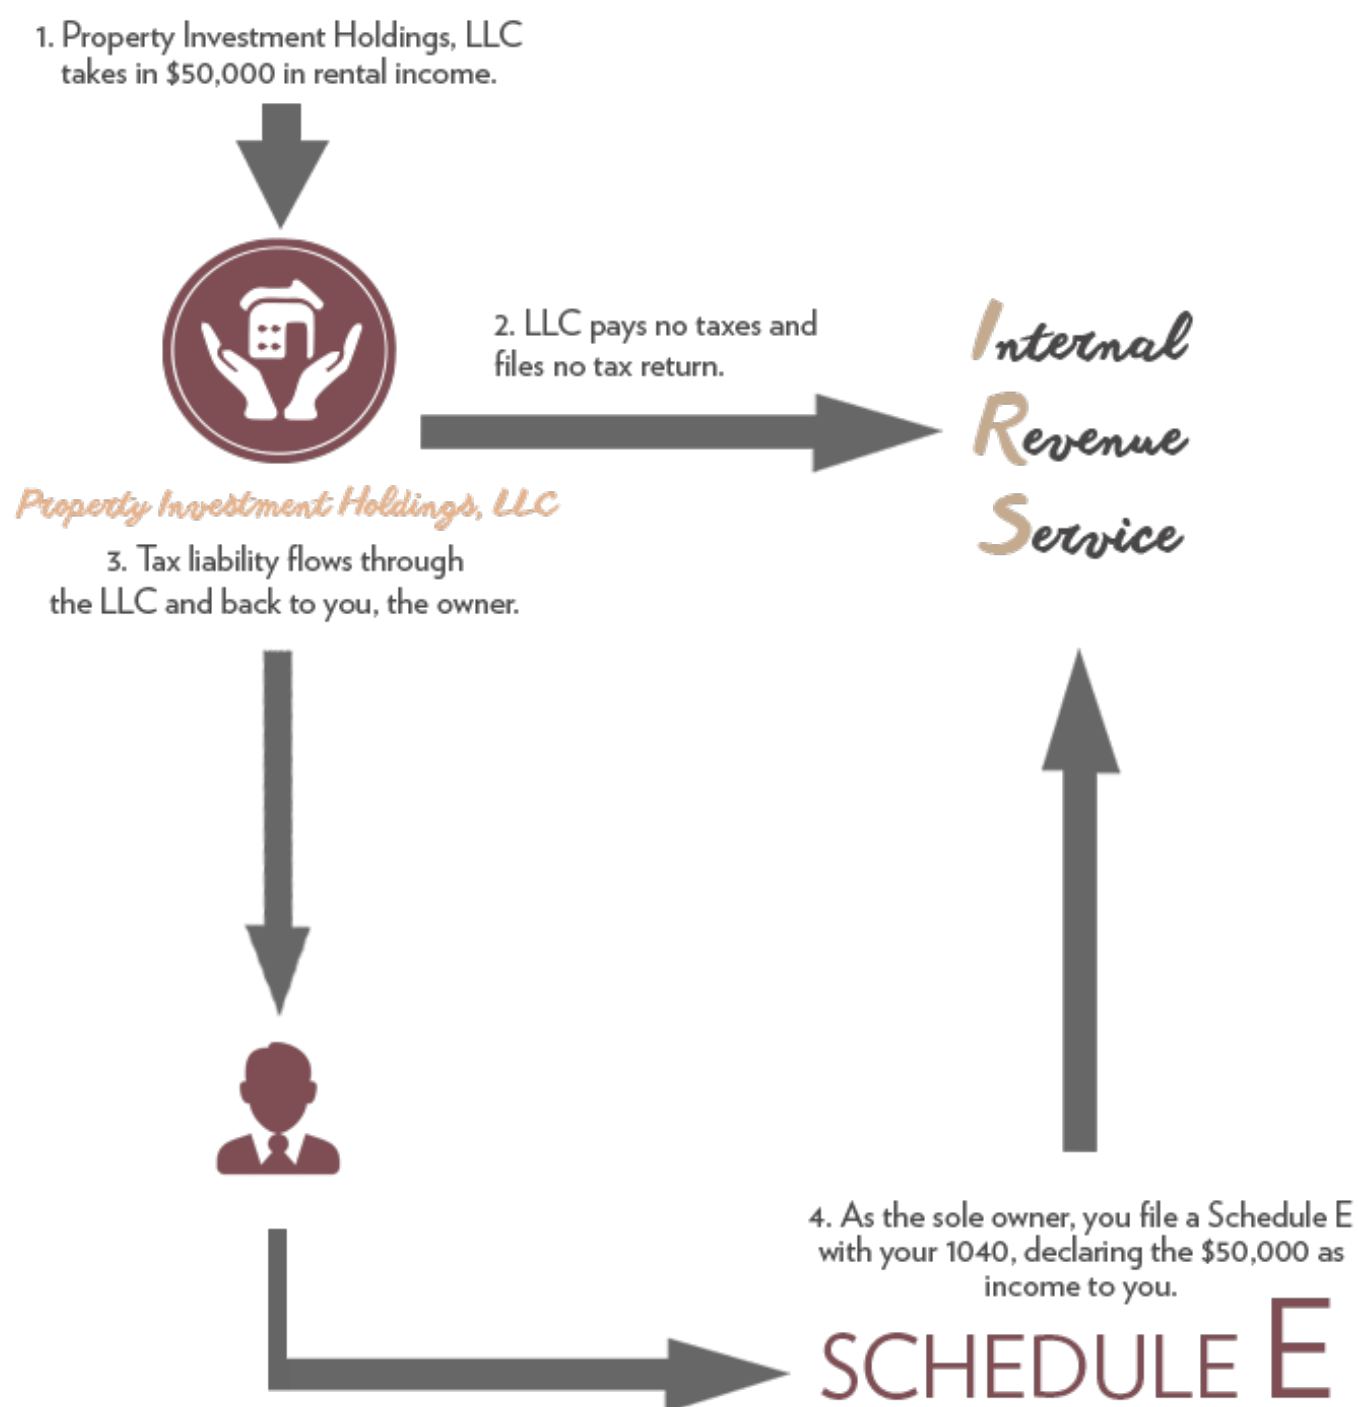 1. Property Investment Holdings, LLC
takes in $50,000 in rental income.
2. LLC pays no taxes and
files no tax return.
Internal
Revenue
Service
Property Investment Holdings, LLC
3. Tax liability flows through
the LLC and back to you, the owner.
4. As the sole owner, you file a Schedule E
with your 1040, declaring the $50,000 as
income to you.
SCHEDULE E